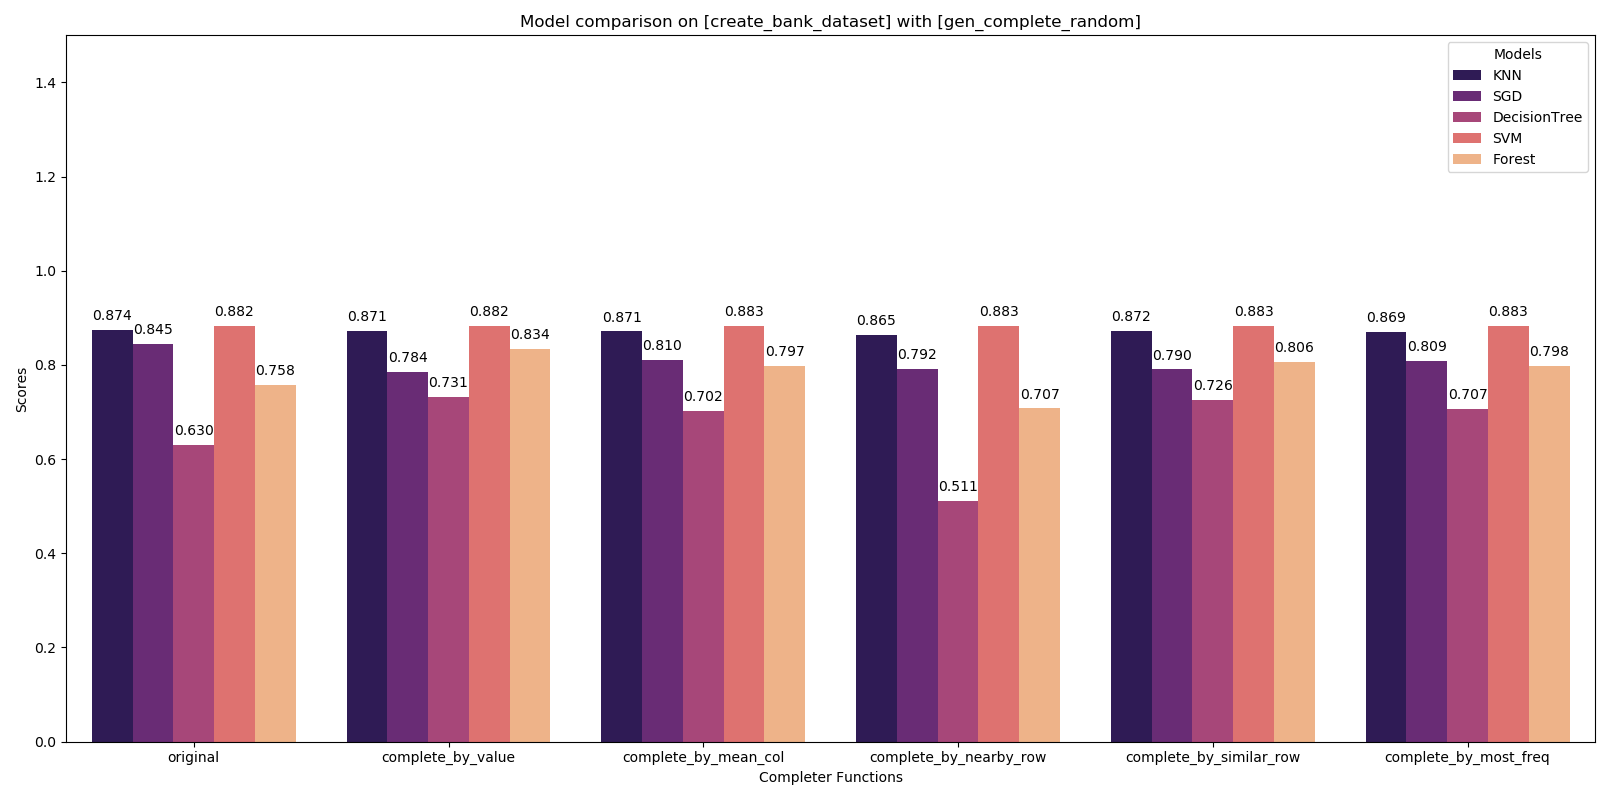 Model comparison on [create_bank_dataset] with [gen_complete_random]
Models
KNN
SGD
DecisionTree
SVM
Forest
Scores
1.4
1.2
1.0
0.8
0.6
0.4
0.2
0.0
0.874
0.845
0.630
0.882
0.758
0.871
0.784
0.731
0.882
0.834
0.871
0.810
0.702
0.883
0.797
0.865
0.792
0.511
0.883
0.707
0.872
0.790
0.726
0.883
0.806
0.869
0.809
0.707
0.883
0.798
original
complete_by_value
complete_by_mean_col
complete_by_nearby_row
complete_by_similar_row
complete_by_most_freq
Completer Functions